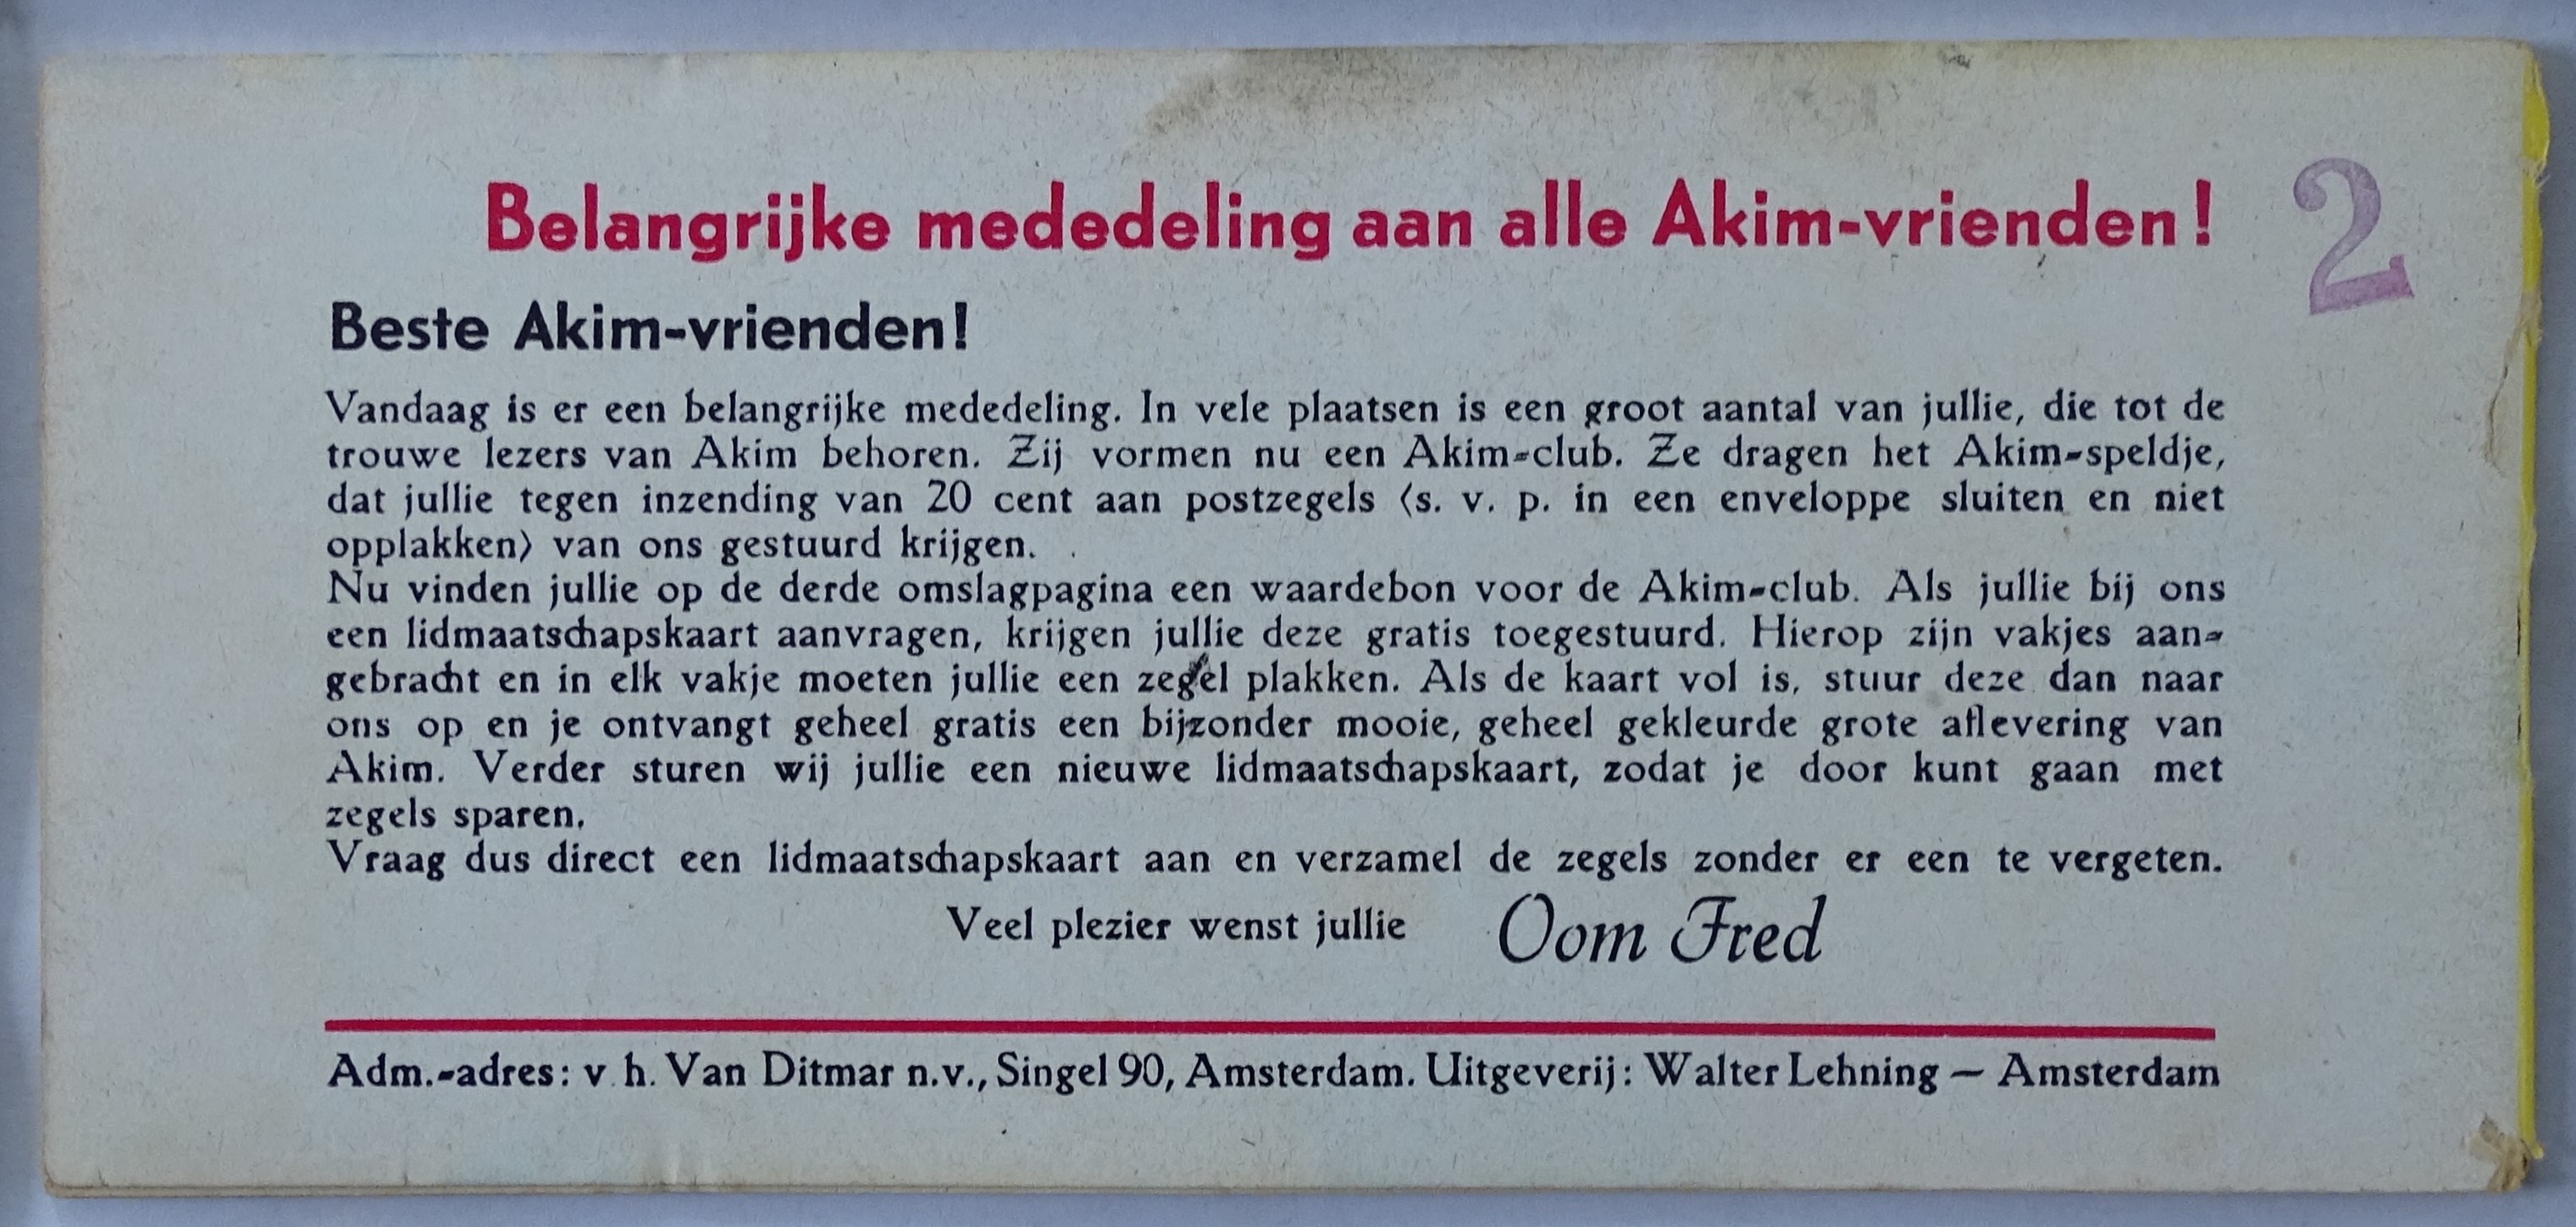 Belangrijke mededeling aan alle Akim-vrienden!
2
Beste Akim-vrienden!
Vandaag is er een belangrijke mededeling. In vele plaatsen is een groot aantal van jullie, die tot de
trouwe lezers van Akim behoren. Zij vormen nu een Akim-club. Ze dragen het Akim-speldje,
dat jullie tegen inzending van 20 cent aan postzegels (s. v. p. in een enveloppe sluiten en niet
opplakken) van ons gestuurd krijgen.
Nu vinden jullie op de derde omslagpagina een waardebon voor de Akim-club. Als jullie bij ons
een lidmaatschapskaart aanvragen, krijgen jullie deze gratis toegestuurd. Hierop zijn vakjes aan-
gebracht en in elk vakje moeten jullie een zegel plakken. Als de kaart vol is, stuur deze dan naar
ons op en je ontvangt geheel gratis een bijzonder mooie, geheel gekleurde grote aflevering van
Akim. Verder sturen wij jullie een nieuwe lidmaatschapskaart, zodat je door kunt gaan met
zegels sparen.
Vraag dus direct een lidmaatschapskaart aan en verzamel de zegels zonder er een te vergeten.
Veel plezier wenst jullie Oom Fred
Adm.-adres: v. h. Van Ditmar n.v., Singel 90, Amsterdam. Uitgeverij: Walter Lehning — Amsterdam